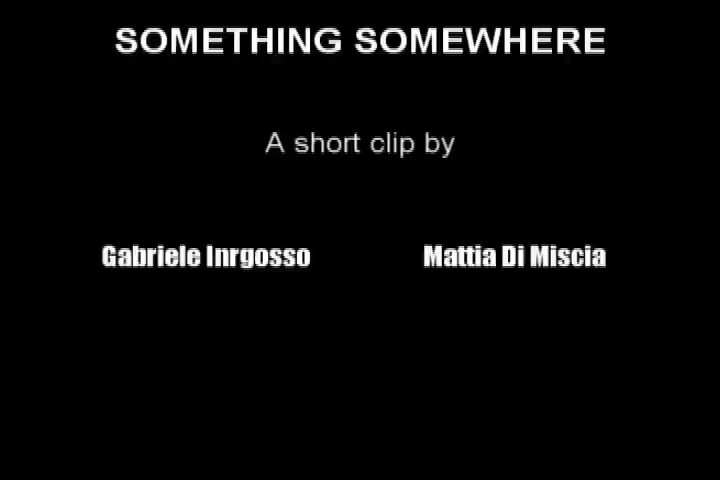 SOMETHING SOMEWHERE
A short clip by
Gabriele Inrgosso Mattia Di Miscia